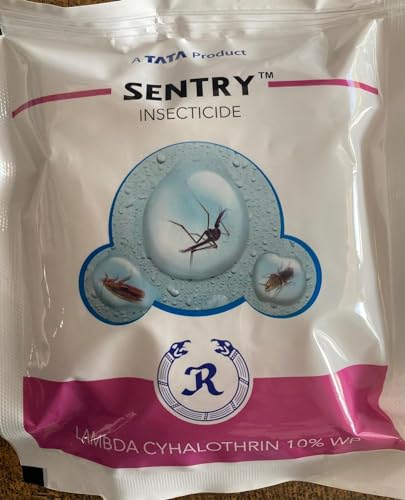 A TATA Product
SENTRY™
INSECTICIDE
R
LAMBDA CYHALOTHRIN 10% WP